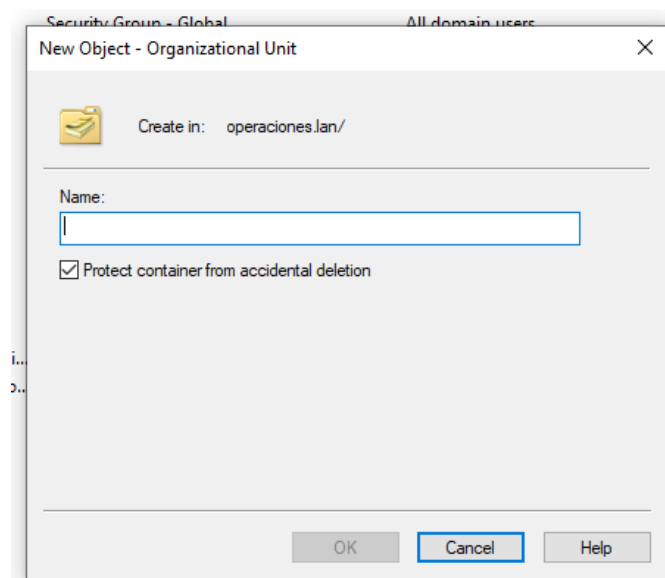 Security Group - Global All domain users
New Object - Organizational Unit
Create in: operaciones.lan/
Name:
Protect container from accidental deletion
i...
o...
OK Cancel Help